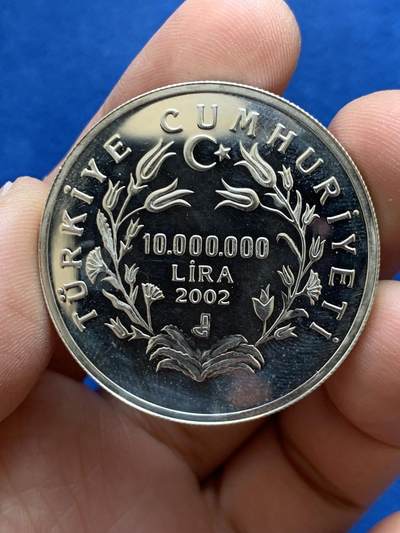 TÜRKİYE CUMHURİYETİ
10.000.000
LİRA
2002